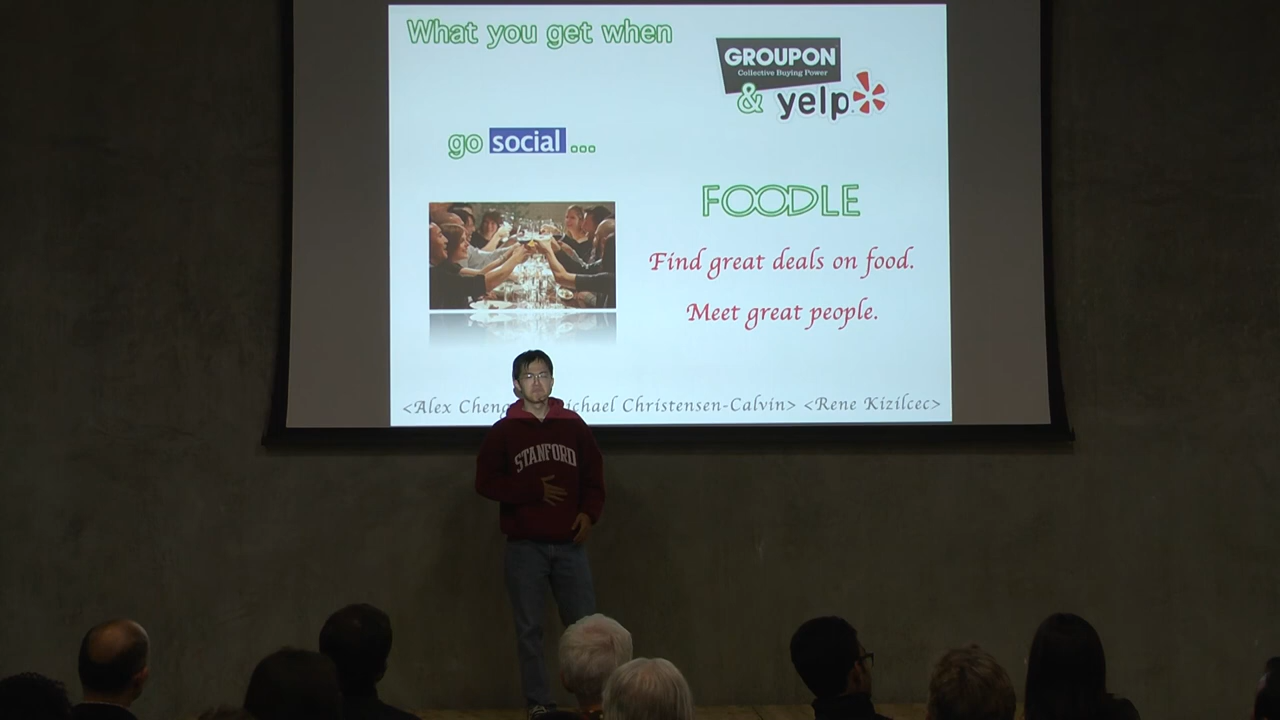 What you get when
GROUPON
Collective Buying Power
& yelp
go social ...
FOODLE
Find great deals on food.
Meet great people.
<Alex Cheng Christensen-Calvin> <Rene Kizilcec>
STANFORD